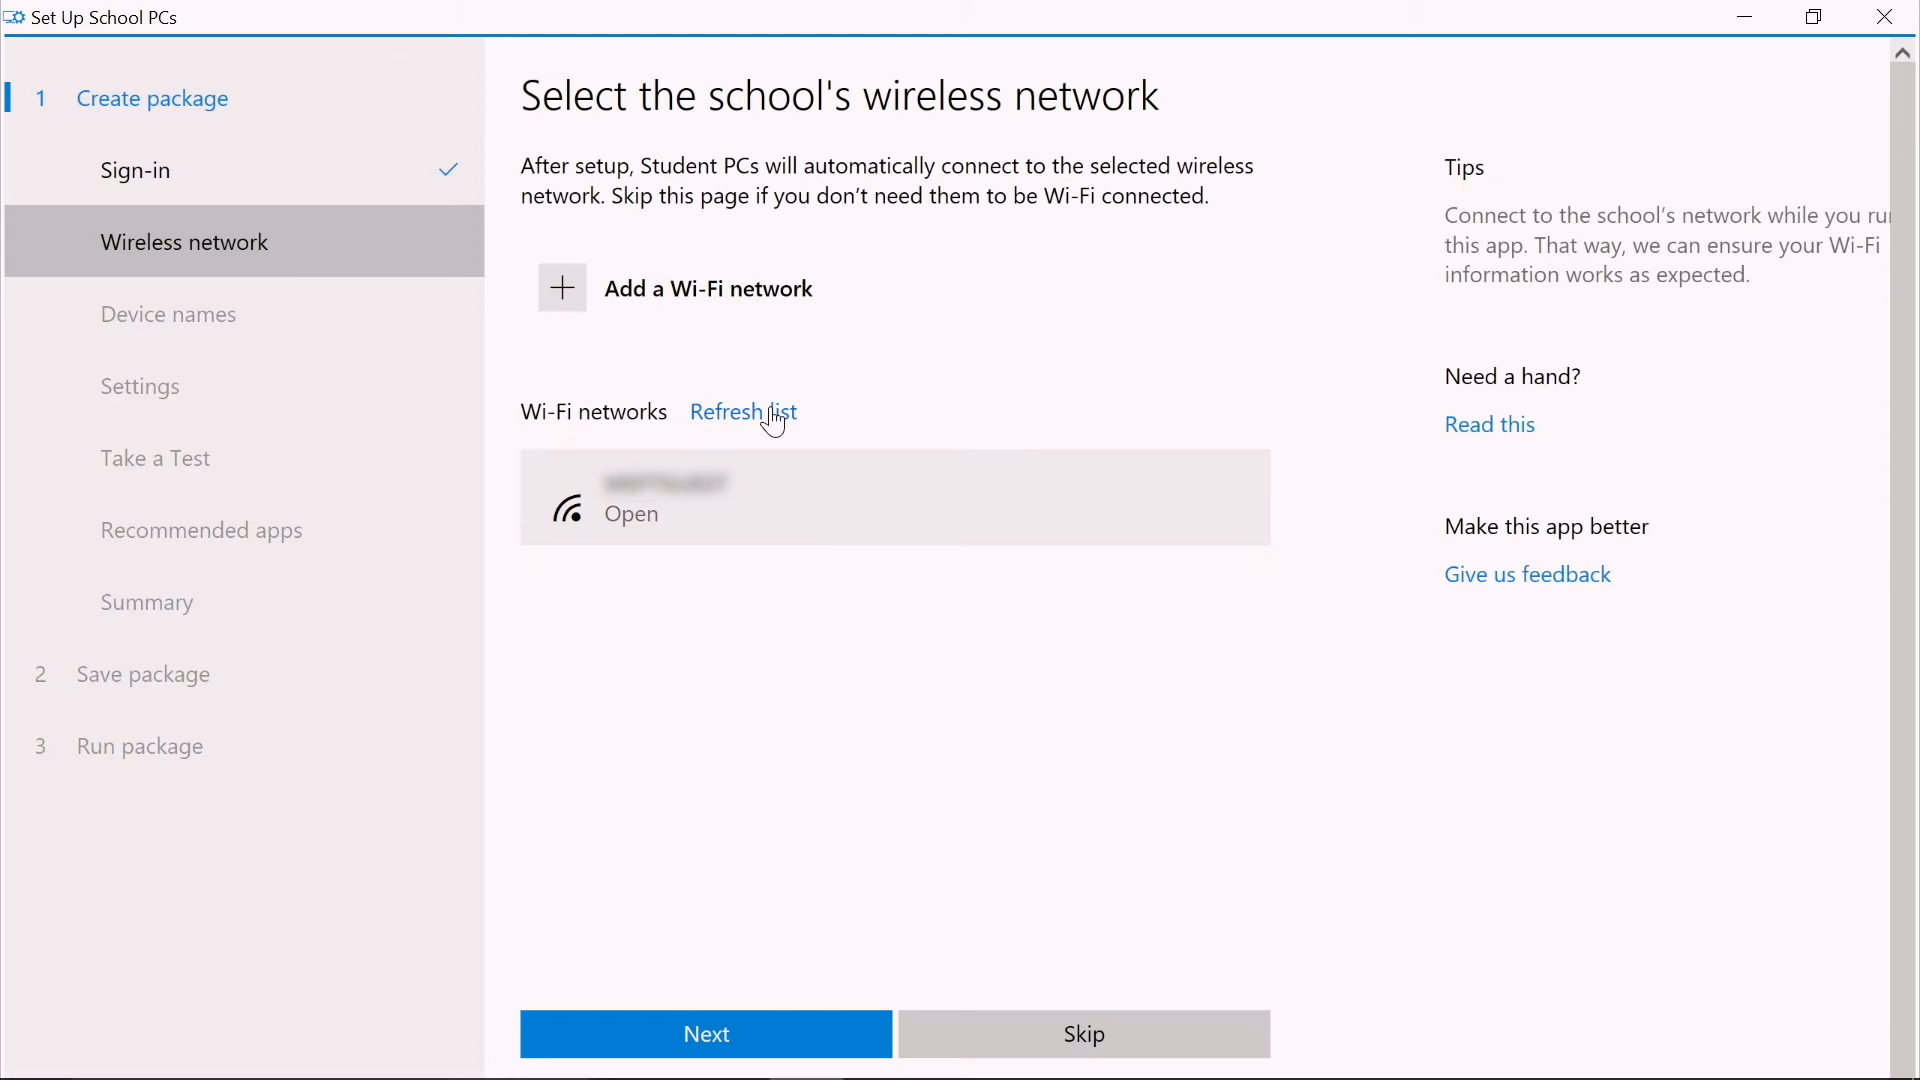 Set Up School PCs
1 Create package
Sign-in
Wireless network
Device names
Settings
Take a Test
Recommended apps
Summary
2 Save package
3 Run package
Select the school's wireless network
After setup, Student PCs will automatically connect to the selected wireless
network. Skip this page if you don’t need them to be Wi-Fi connected.
Add a Wi-Fi network
Wi-Fi networks Refresh list
Open
Next
Skip
Tips
Connect to the school’s network while you
this app. That way, we can ensure your Wi-Fi
information works as expected.
Need a hand?
Read this
Make this app better
Give us feedback